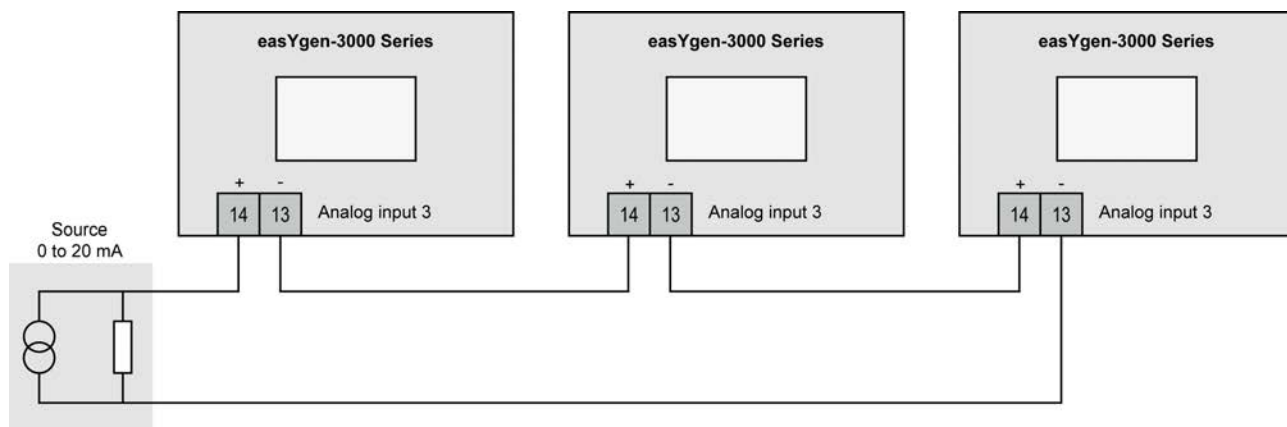 easYgen-3000 Series
easYgen-3000 Series
easYgen-3000 Series
+ -
14 13 Analog input 3
+ -
14 13 Analog input 3
+ -
14 13 Analog input 3
Source
0 to 20 mA